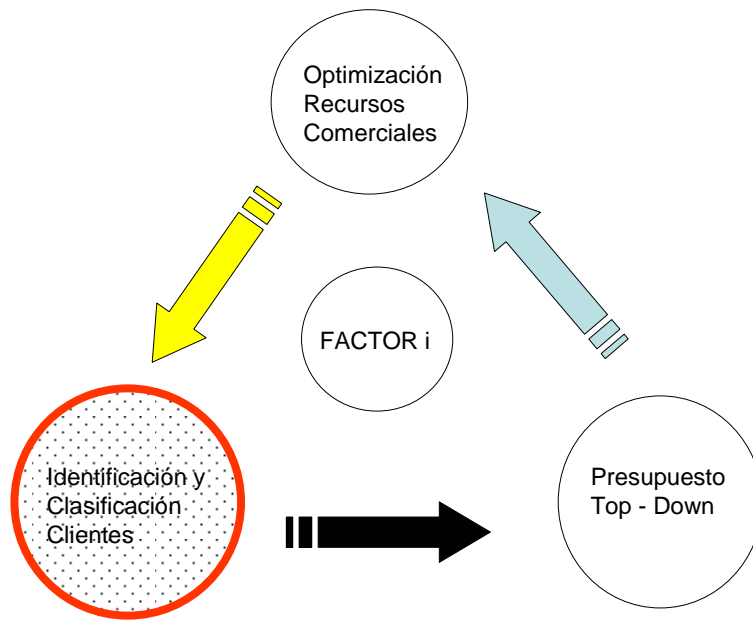 Optimización
Recursos
Comerciales
FACTOR i
Identificación y
Clasificación
Clientes
Presupuesto
Top - Down